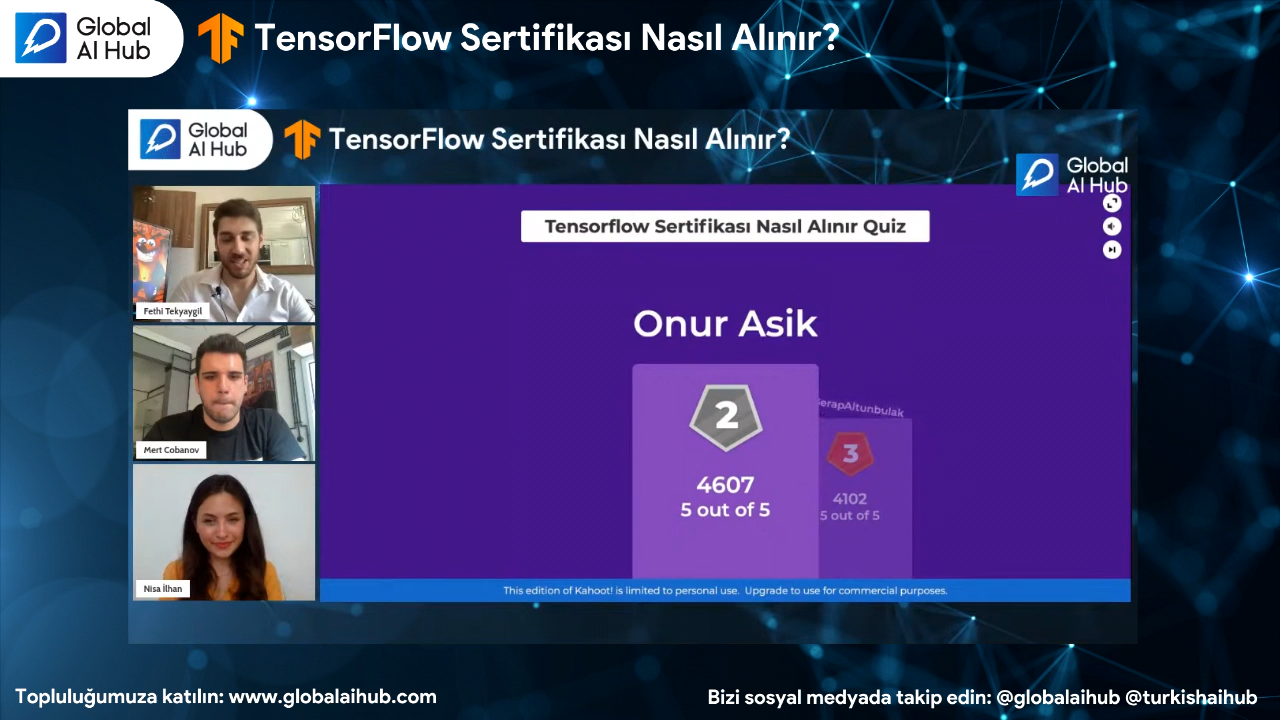 Global
AI Hub
TensorFlow Sertifikası Nasıl Alınır?
Global
AI Hub
TensorFlow Sertifikası Nasıl Alınır?
Global
AI Hub
Tensorflow Sertifikası Nasıl Alınır Quiz
Fethi Tekyaygil
Mert Cobanov
Nisa İlhan
Onur Asik
2
4607
5 out of 5
SerapAltunbulak
3
4102
5 out of 5
This edition of Kahoot! is limited to personal use. Upgrade to use for commercial purposes.
Topluluğumuza katılın: www.globalaihub.com
Bizi sosyal medyada takip edin: @globalaihub @turkishaihub